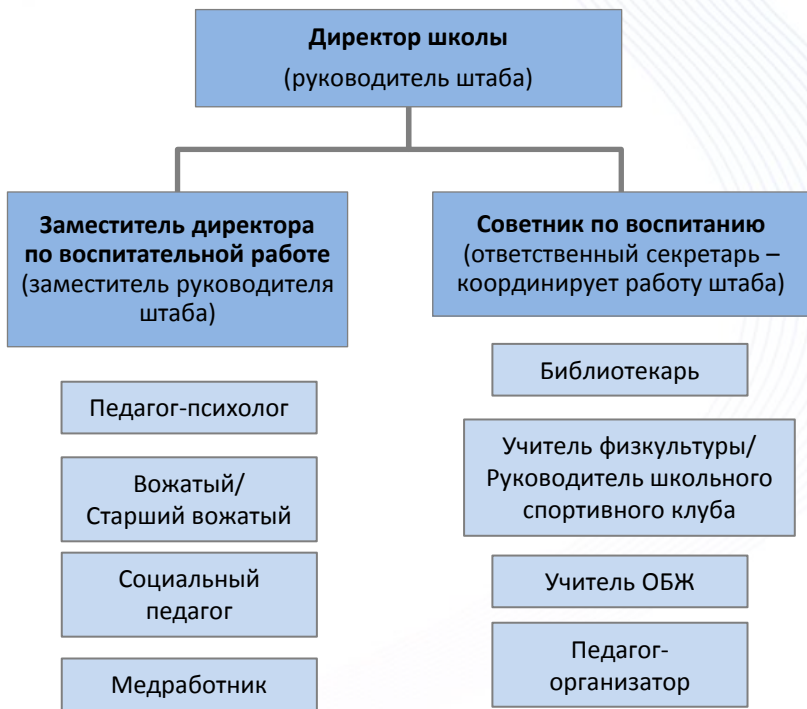 Директор школы
(руководитель штаба)
Заместитель директора
по воспитательной работе
(заместитель руководителя
штаба)
Советник по воспитанию
(ответственный секретарь –
координирует работу штаба)
Педагог-психолог
Вожатый/
Старший вожатый
Социальный
педагог
Медработник
Библиотекарь
Учитель физкультуры/
Руководитель школьного
спортивного клуба
Учитель ОБЖ
Педагог-
организатор